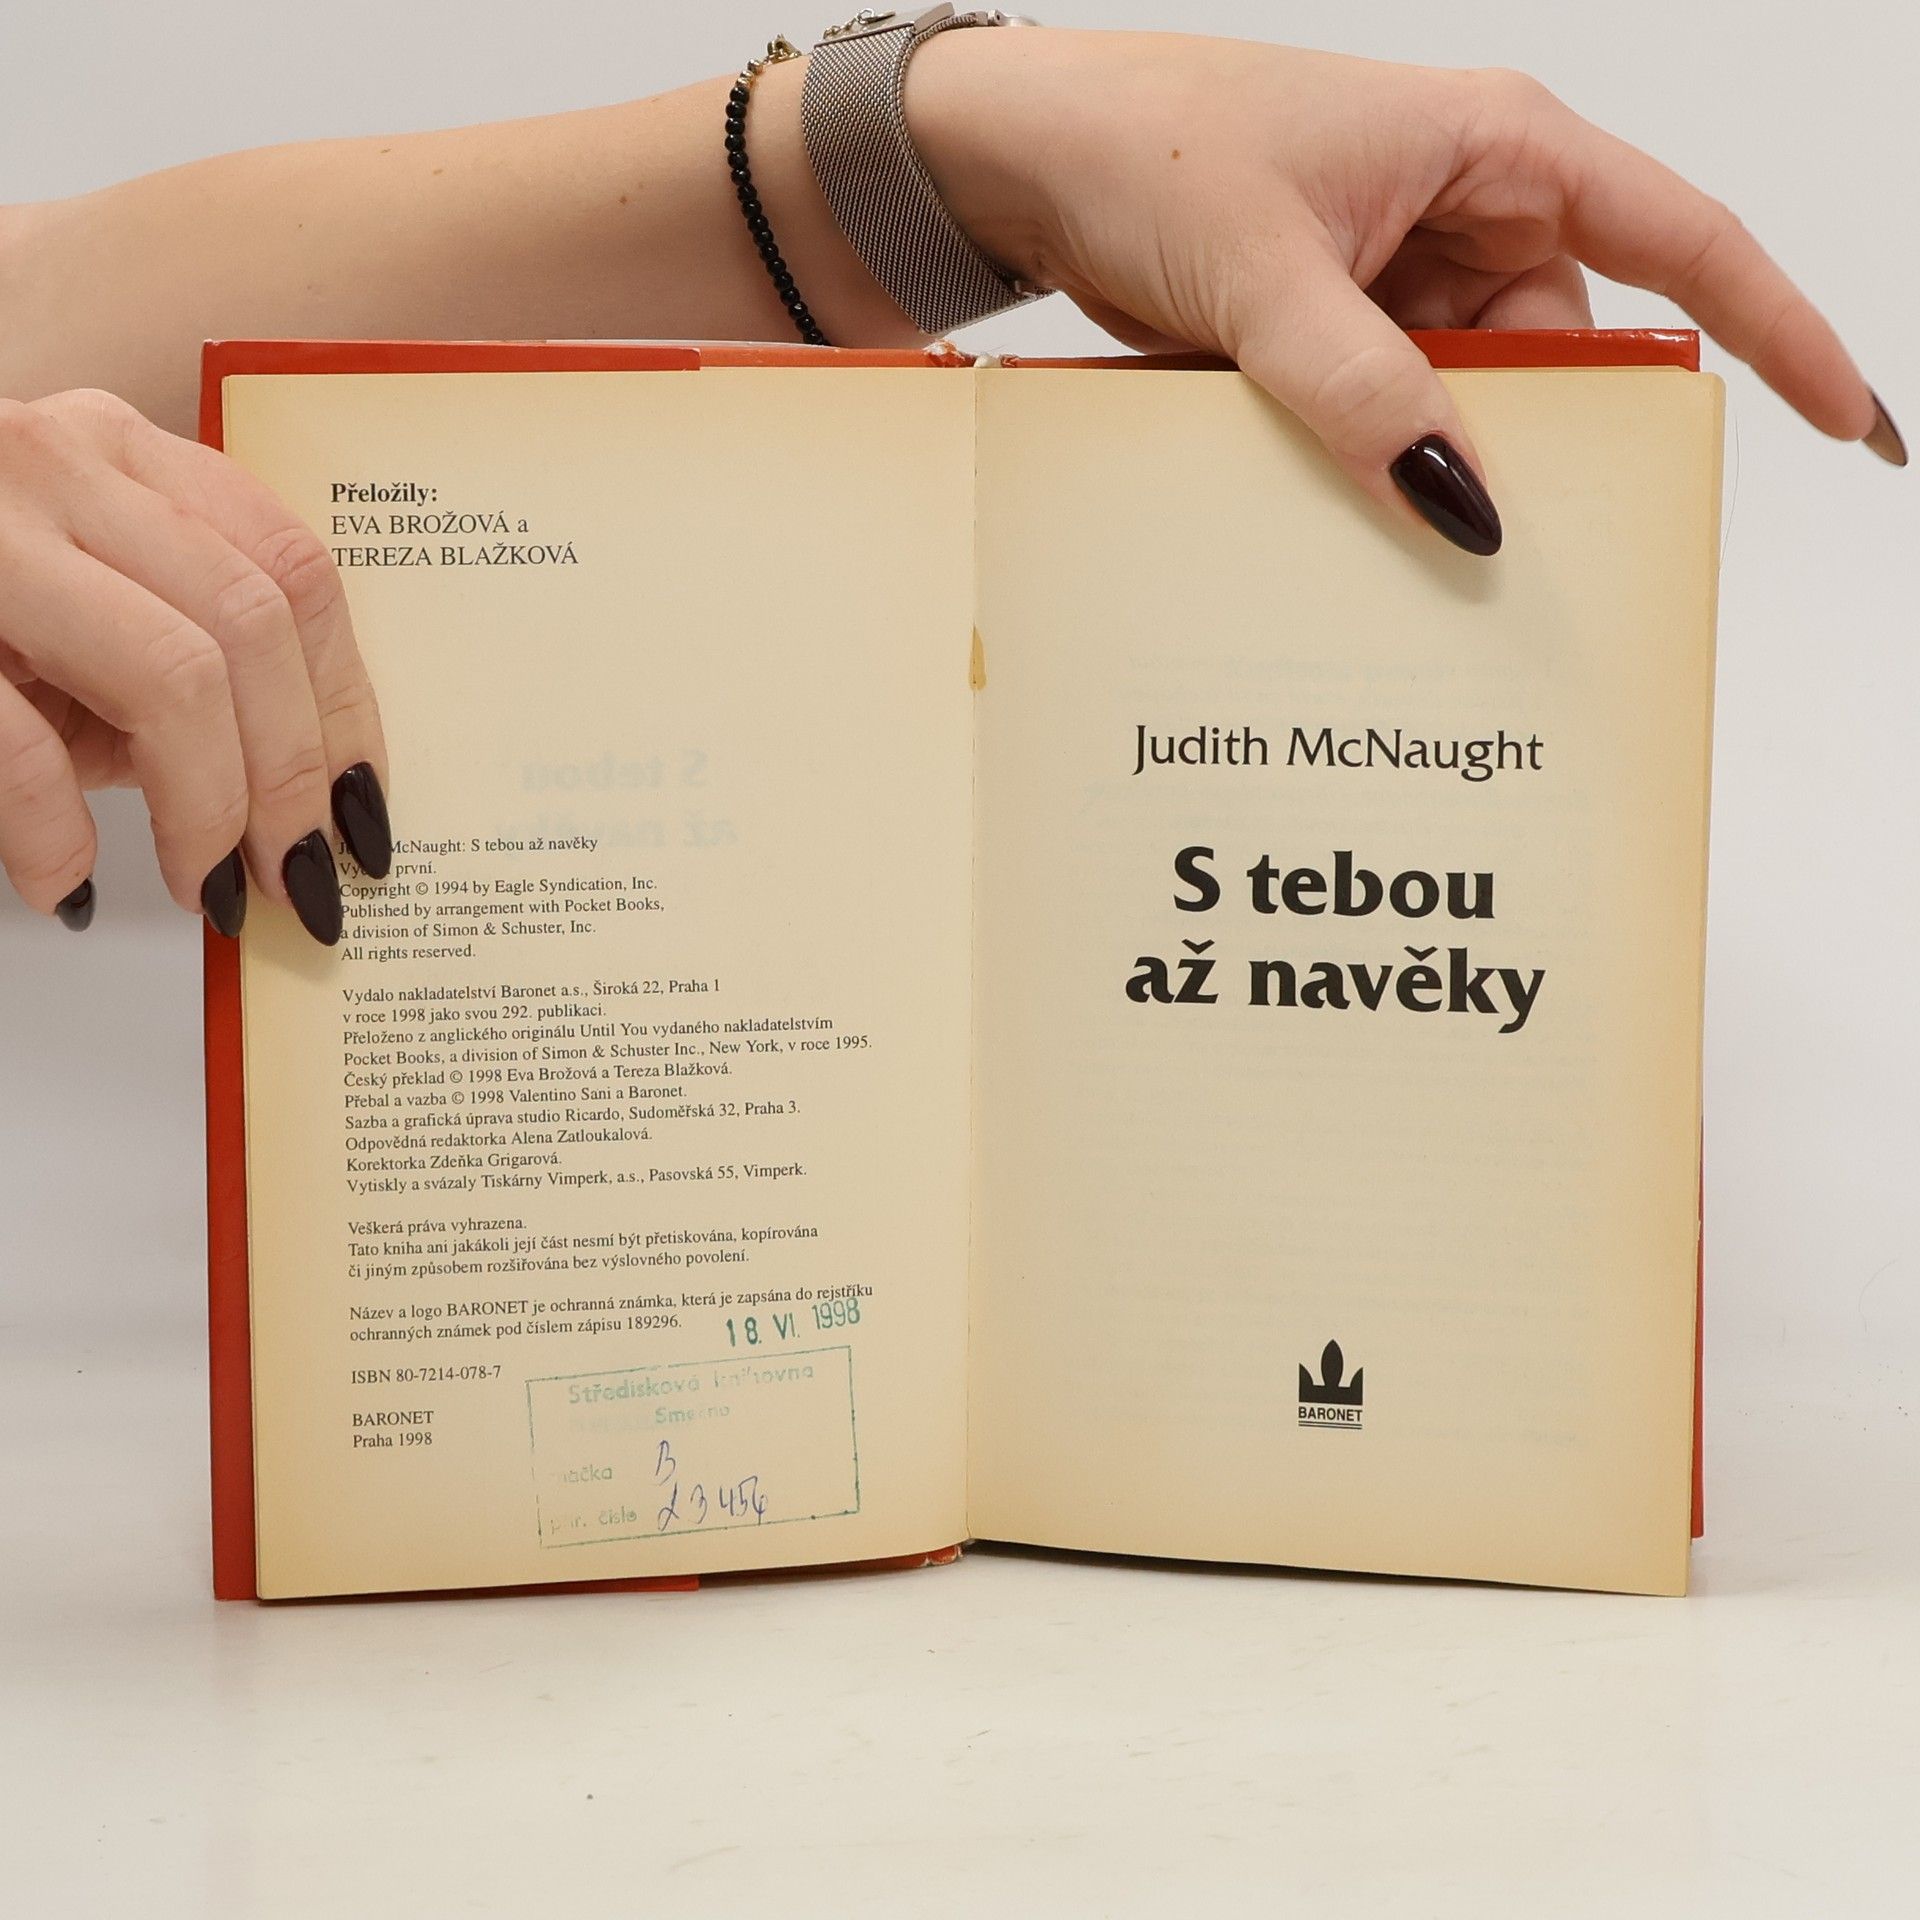 Přeložily:
EVA BROŽOVÁ a
TEREZA BLAŽKOVÁ
McNaught: S tebou až navěky
první.
Copyright © 1994 by Eagle Syndication, Inc.
Published by arrangement with Pocket Books,
a division of Simon & Schuster, Inc.
All rights reserved.
Vydalo nakladatelství Baronet a.s., Široká 22, Praha 1
v roce 1998 jako svou 292. publikaci.
Přeloženo z anglického originálu Until You vydaného nakladatelstvím
Pocket Books, a division of Simon & Schuster Inc., New York, v roce 1995.
Český překlad © 1998 Eva Brožová a Tereza Blažková.
Přebal a vazba © 1998 Valentino Sani a Baronet.
Sazba a grafická úprava studio Ricardo, Sudoměřská 32, Praha 3.
Odpovědná redaktorka Alena Zatloukalová.
Korektorka Zdeňka Grigarová.
Vytiskly a svázaly Tiskárny Vimperk, a.s., Pasovská 55, Vimperk.
Veškerá práva vyhrazena.
Tato kniha ani jakákoli její část nesmí být přetiskována, kopírována
či jiným způsobem rozšiřována bez výslovného povolení.
Název a logo BARONET je ochranná známka, která je zapsána do rejstříku
ochranných známek pod číslem zápisu 189296.
18. VI. 1998
ISBN 80-7214-078-7
Středisková knihovna
BARONET
Praha 1998
B
číslo
Judith McNaught
S tebou
až navěky
BARONET